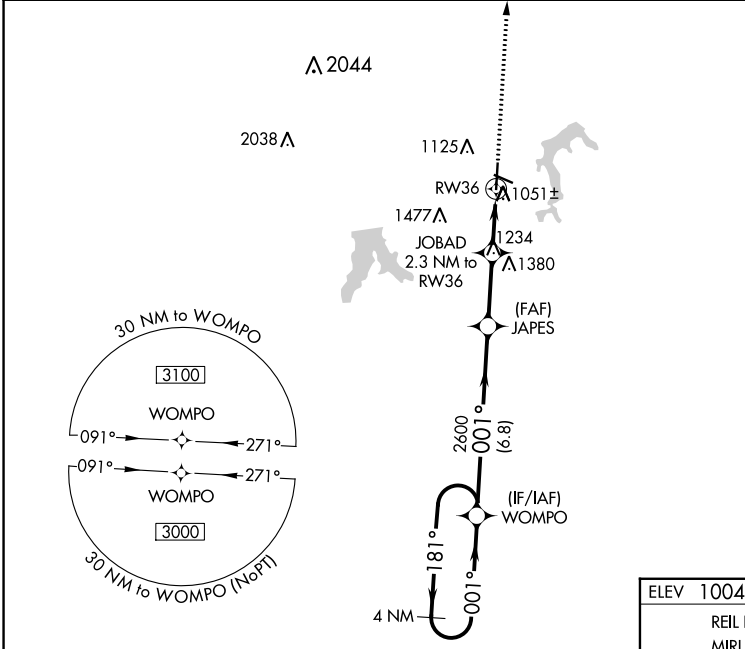 2044
2038
1125
RW36
1051±
1477
JOBAD
2.3 NM to
RW36
1234
1380
(FAF)
JAPES
30 NM to WOMPO
3100
WOMPO
091°
271°
091°
271°
WOMPO
3000
30 NM to WOMPO (NoPT)
2600
001°
(6.8)
(IF/IAF)
WOMPO
181°
001°
4 NM
ELEV 1004
REIL
MIRL